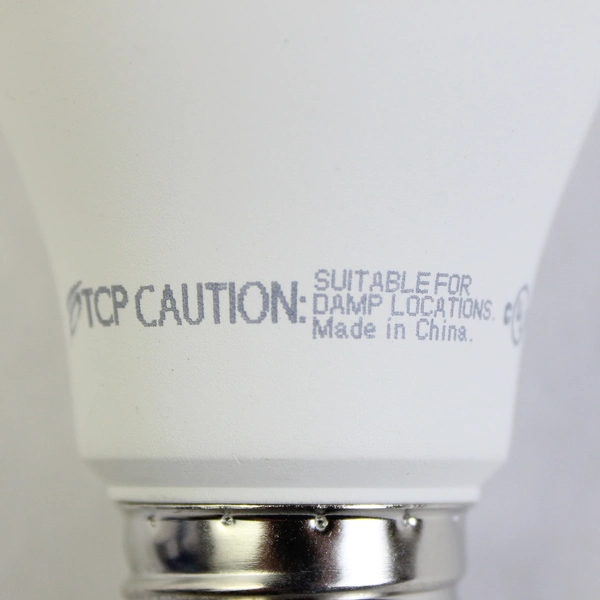 TCP CAUTION:
SUITABLE FOR
DAMP LOCATIONS.
Made in China.
c